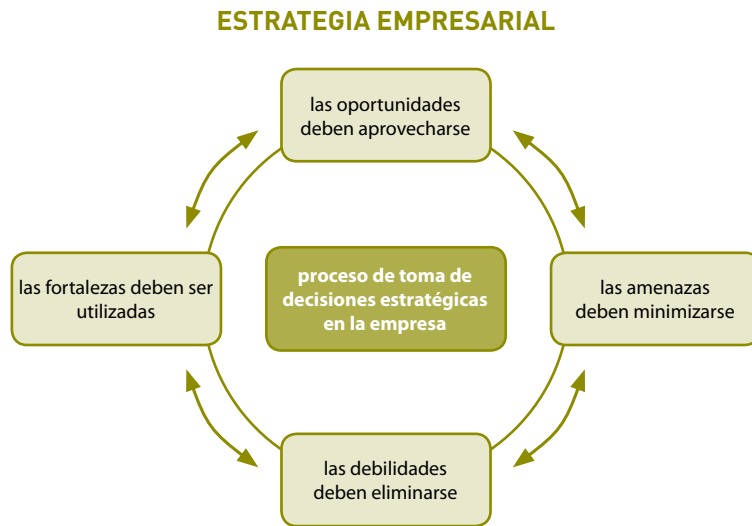 ESTRATEGIA EMPRESARIAL
las oportunidades
deben aprovecharse
las fortalezas deben ser
utilizadas
proceso de toma de
decisiones estratégicas
en la empresa
las amenazas
deben minimizarse
las debilidades
deben eliminarse